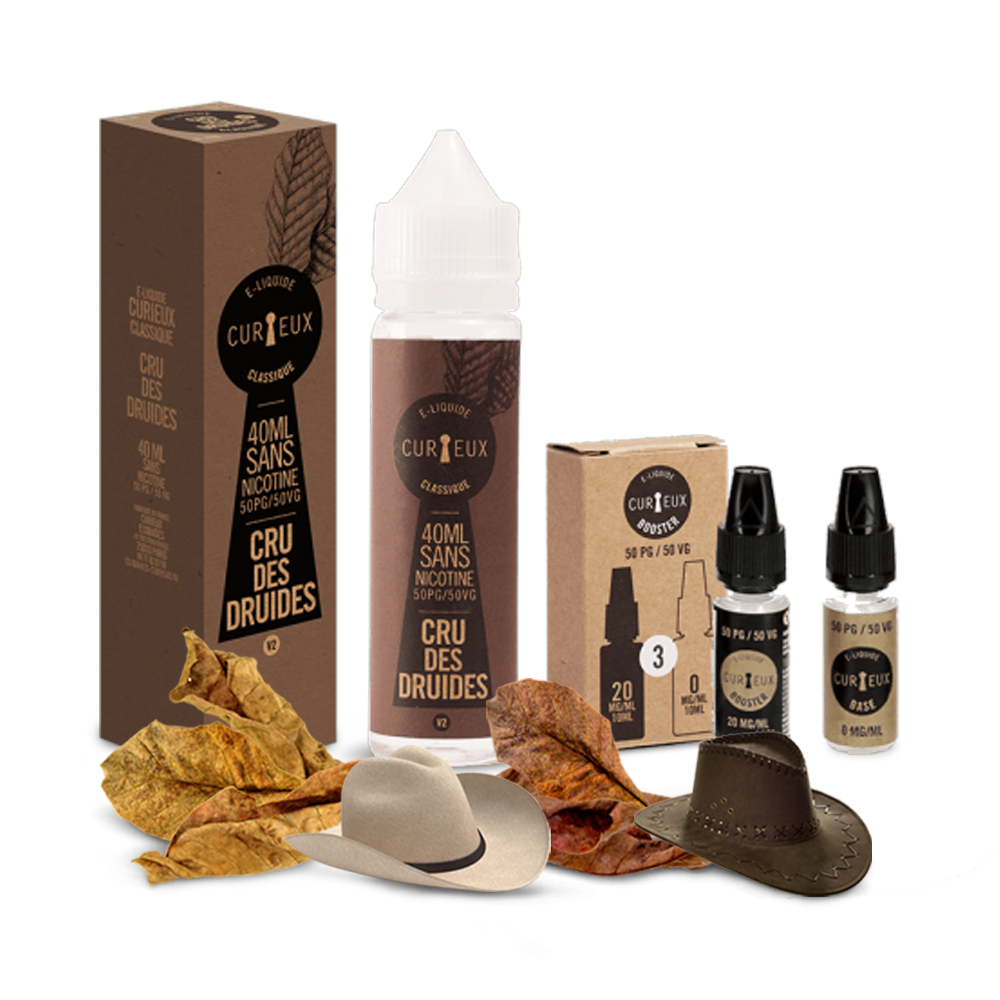 E-LIQUIDE
CURIEUX
CLASSIQUE
CRU
DES
DRUIDES
40 ML
SANS
NICOTINE
E-LIQUIDE
CURIEUX
CLASSIQUE
40ML
SANS
NICOTINE
50PG/50VG
CRU
DES
DRUIDES
V2
E-LIQUIDE
CURIEUX
CLASSIQUE
40ML
SANS
NICOTINE
50PG/50VG
CRU
DES
DRUIDES
V2
E-LIQUIDE
CURIEUX
BOOSTER
50 PG / 50 VG
3
20
MG/ML
10ML
0
MG/ML
10ML
50 PG / 50 VG
E-LIQUIDE
CURIEUX
BOOSTER
20 MG/ML
50 PG / 50 VG
E-LIQUIDE
CURIEUX
BASE
0 MG/ML